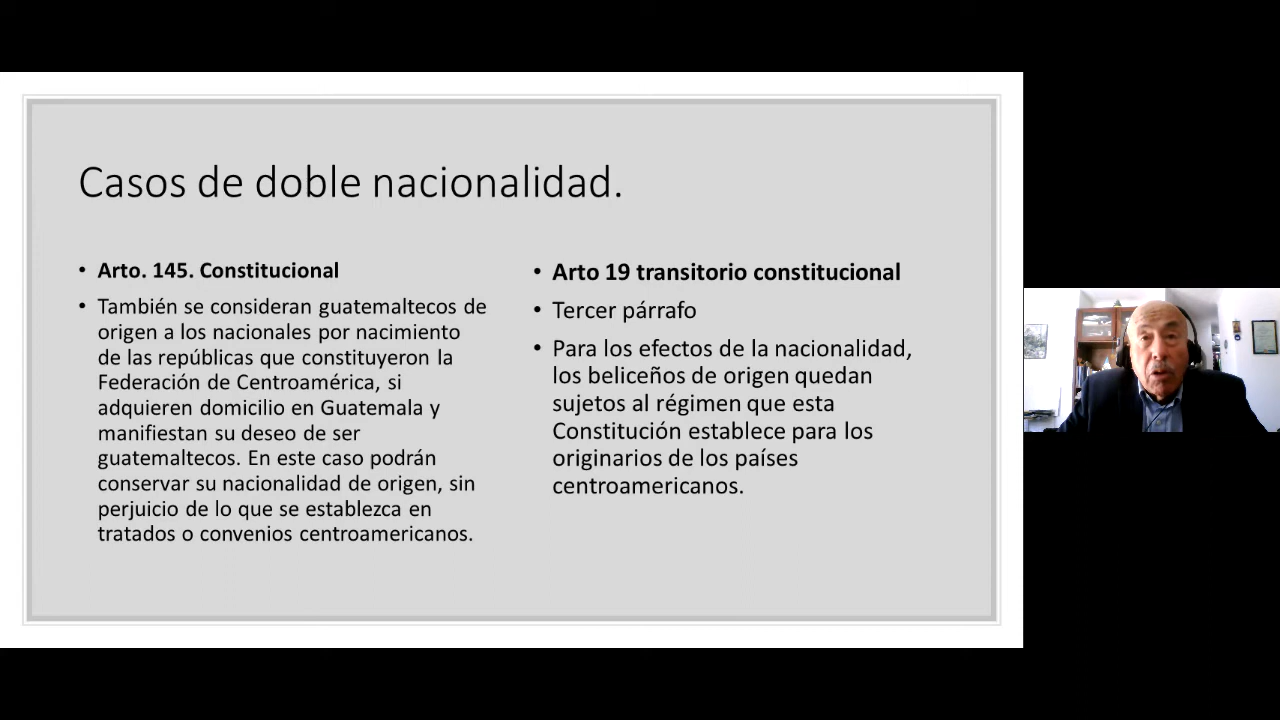 Casos de doble nacionalidad.
• Arto. 145. Constitucional
• También se consideran guatemaltecos de
origen a los nacionales por nacimiento
de las repúblicas que constituyeron la
Federación de Centroamérica, si
adquieren domicilio en Guatemala y
manifiestan su deseo de ser
guatemaltecos. En este caso podrán
conservar su nacionalidad de origen, sin
perjuicio de lo que se establezca en
tratados o convenios centroamericanos.
• Arto 19 transitorio constitucional
• Tercer párrafo
• Para los efectos de la nacionalidad,
los beliceños de origen quedan
sujetos al régimen que esta
Constitución establece para los
originarios de los países
centroamericanos.